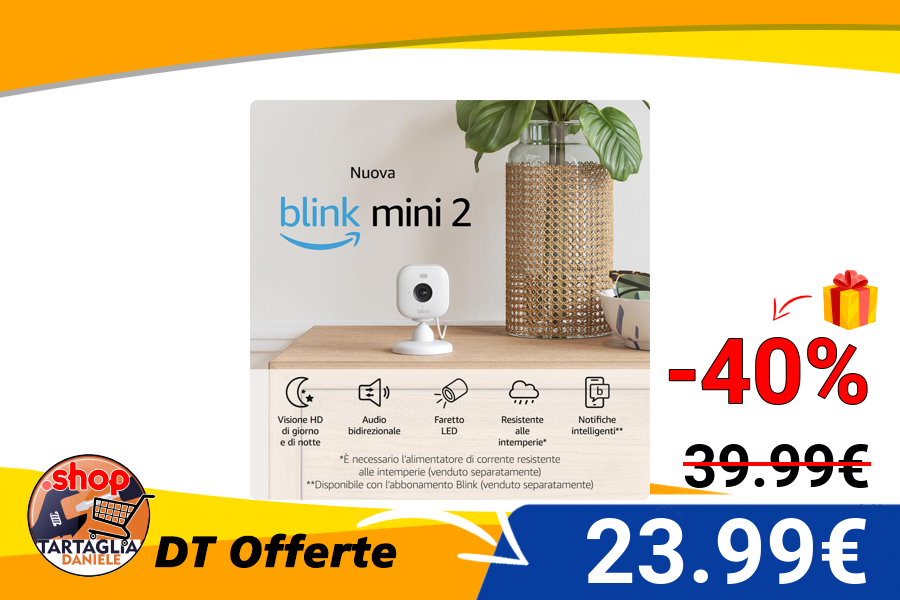 Nuova
blink mini 2
blink
Visione HD
di giorno
e di notte
Audio
bidirezionale
Faretto
LED
Resistente
alle
intemperie*
b
Notifiche
intelligenti**
*È necessario l'alimentatore di corrente resistente
alle intemperie (venduto separatamente)
**Disponibile con l'abbonamento Blink (venduto separatamente)
-40%
39.99€
23.99€
.shop
TARTAGLIA
DANIELE
DT Offerte